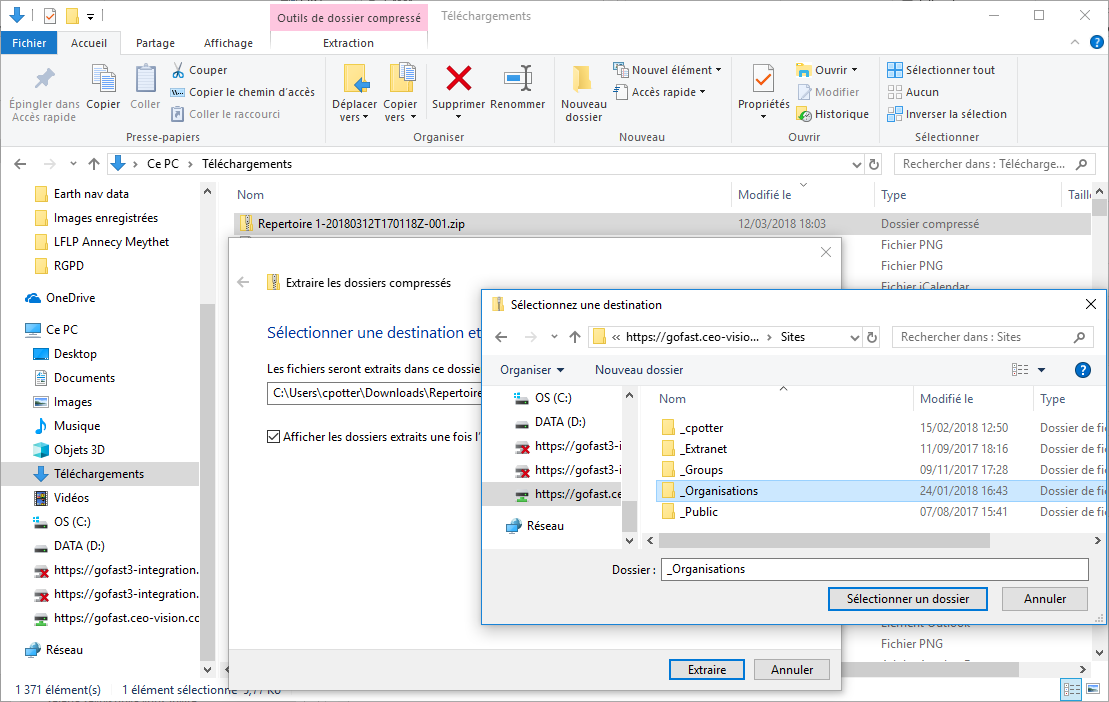 Outils de dossier compressé
Téléchargements
Fichier
Accueil
Partage
Affichage
Extraction
Épingler dans
Accès rapide
Copier
Coller
Couper
Copier le chemin d'accès
Coller le raccourci
Presse-papiers
Déplacer
vers
Copier
vers
Supprimer
Renommer
Organiser
Nouveau
dossier
Nouvel élément
Accès rapide
Nouveau
Propriétés
Ouvrir
Modifier
Historique
Ouvrir
Sélectionner tout
Aucun
Inverser la sélection
Sélectionner
Ce PC
Téléchargements
Rechercher dans : Télécharge...
Earth nav data
Images enregistrées
LFLP Annecy Meythet
RGPD
OneDrive
Ce PC
Desktop
Documents
Images
Musique
Objets 3D
Téléchargements
Vidéos
OS (C:)
DATA (D:)
https://gofast3-integration.
https://gofast3-integration.
https://gofast.ceo-vision.cc
Réseau
Nom
Modifié le
Type
Taille
Repertoire 1-20180312T170118Z-001.zip
12/03/2018 18:03
Dossier compressé
Fichier PNG
Fichier PNG
Fichier iCalendar
Extraire les dossiers compressés
Sélectionner une destination et
Les fichiers seront extraits dans ce dossie
C:\Users\cpotter\Downloads\Repertoire
Afficher les dossiers extraits une fois l'
Extraire
Annuler
Sélectionnez une destination
« https://gofast.ceo-visio...
Sites
Rechercher dans : Sites
Organiser
Nouveau dossier
OS (C:)
DATA (D:)
https://gofast3-i
https://gofast3-i
https://gofast.ce
Réseau
Nom
Modifié le
Type
_cpotter
15/02/2018 12:50
Dossier de fi
_Extranet
11/09/2017 18:16
Dossier de fi
_Groups
09/11/2017 17:28
Dossier de fi
_Organisations
24/01/2018 16:43
Dossier de fi
_Public
07/08/2017 15:41
Dossier de fi
Dossier :
_Organisations
Sélectionner un dossier
Annuler
Élément Outlook
Fichier PNG
1 371 élément(s)
1 élément sélectionné 5,77 Ko